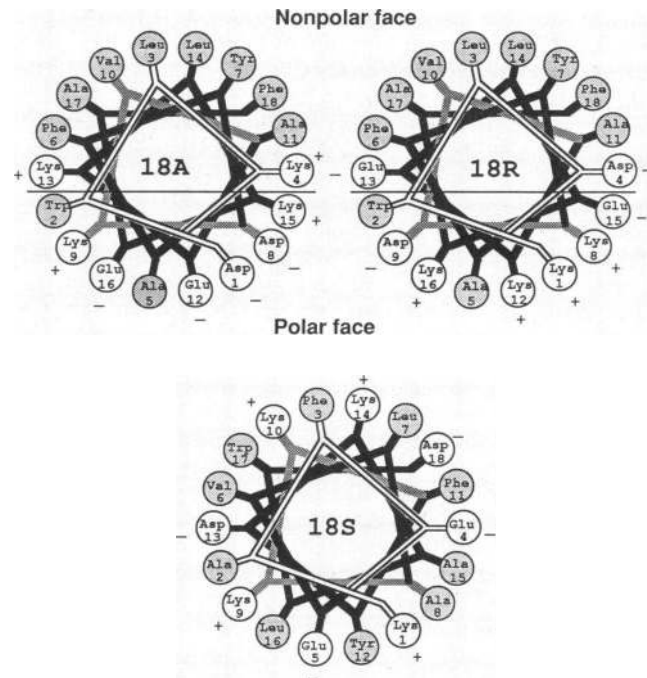 Nonpolar face
Leu
3
Leu
14
Tyr
7
Phe
18
Ala
11
+
Lys
4
Lys
15
+
Asp
8
−
Asp
1
−
Glu
12
−
Ala
5
Glu
16
−
Lys
9
+
Trp
2
Lys
13
+
Phe
6
Ala
17
Val
10
18A
Leu
3
Leu
14
Tyr
7
Phe
18
Ala
11
Asp
4
−
Glu
15
−
Lys
8
+
Lys
1
+
Lys
12
+
Ala
5
Lys
16
+
Asp
9
−
Trp
2
Glu
13
−
Phe
6
Ala
17
Val
10
18R
Polar face
Phe
3
Lys
14
+
Leu
7
Asp
18
−
Phe
11
Glu
4
−
Ala
15
Ala
8
Lys
1
+
Tyr
12
Glu
5
−
Leu
16
Lys
9
+
Ala
2
Asp
13
−
Val
6
Trp
17
Lys
10
+
18S